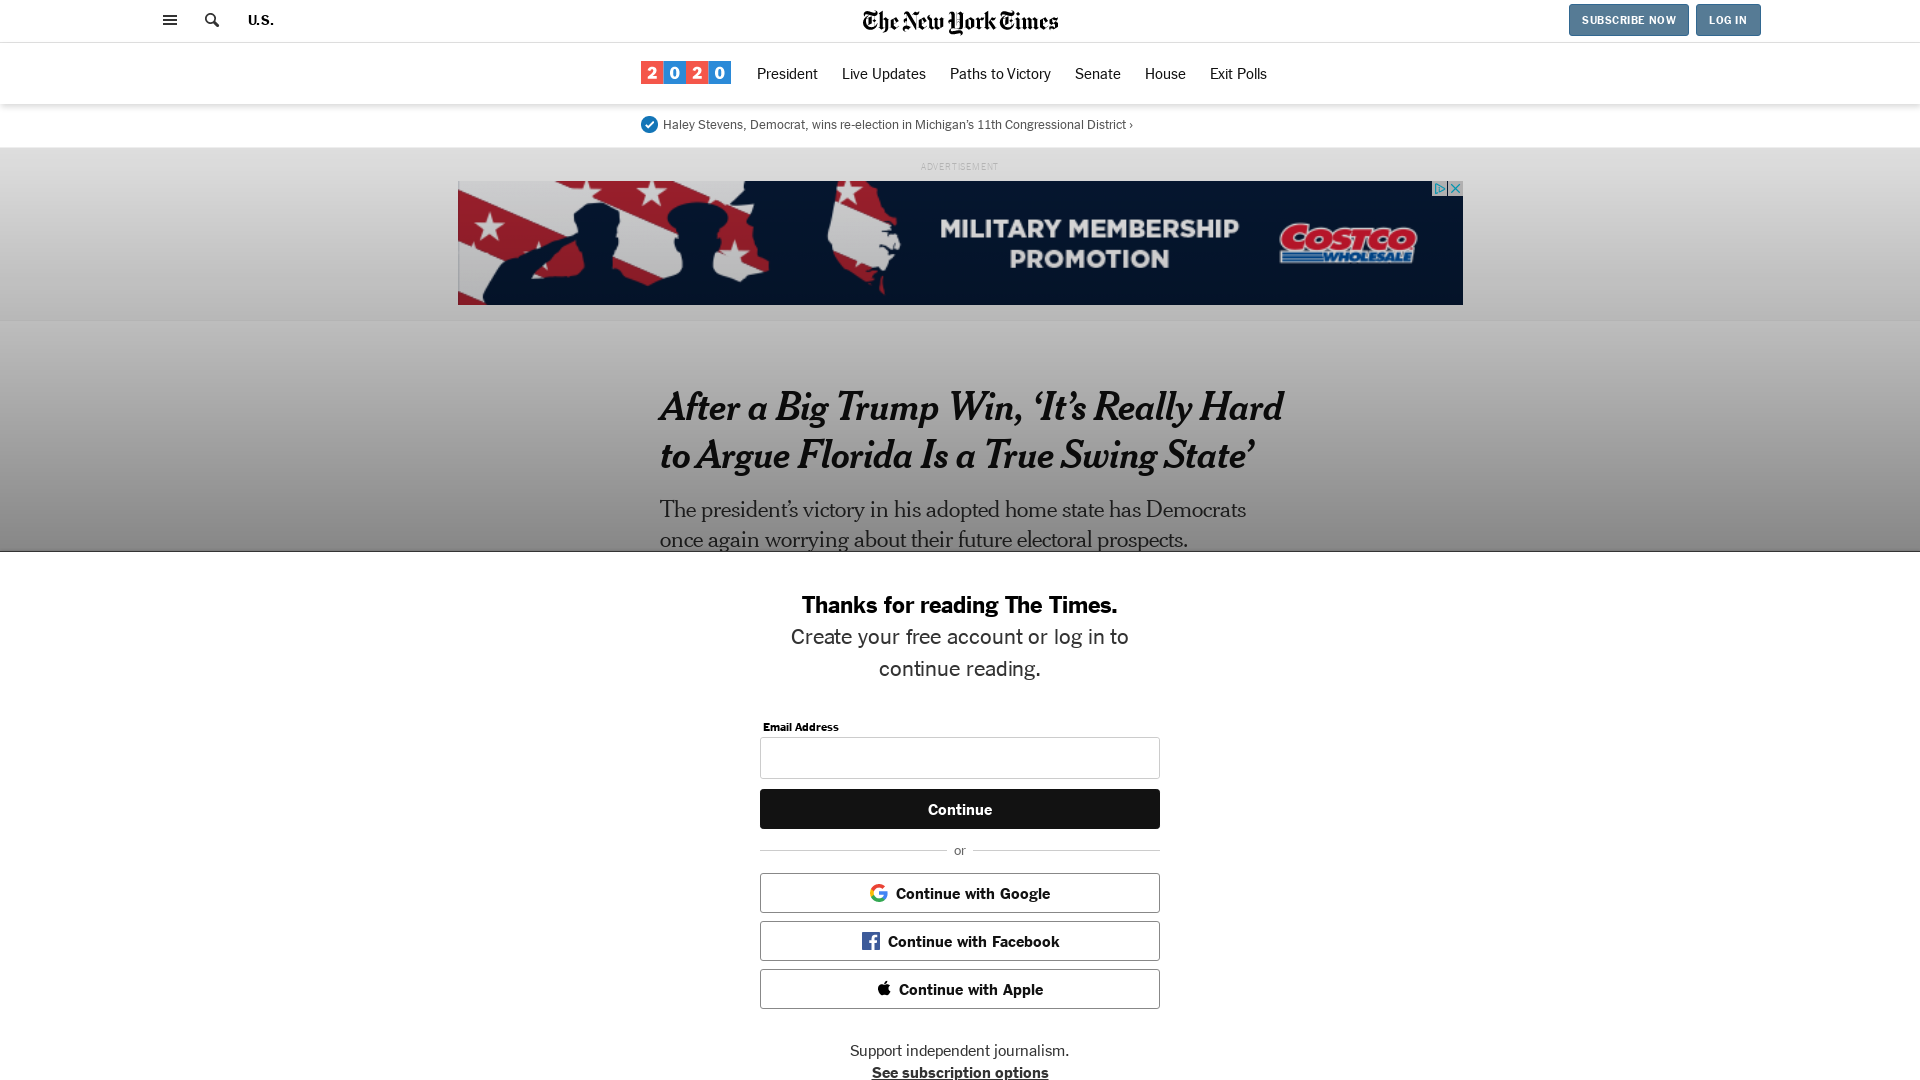 U.S.
The New York Times
SUBSCRIBE NOW
LOG IN
2020
President
Live Updates
Paths to Victory
Senate
House
Exit Polls
Haley Stevens, Democrat, wins re-election in Michigan’s 11th Congressional District ›
ADVERTISEMENT
MILITARY MEMBERSHIP
PROMOTION
COSTCO
WHOLESALE
After a Big Trump Win, ‘It’s Really Hard
to Argue Florida Is a True Swing State’
The president’s victory in his adopted home state has Democrats
once again worrying about their future electoral prospects.
Thanks for reading The Times.
Create your free account or log in to
continue reading.
Email Address
Continue
or
Continue with Google
Continue with Facebook
Continue with Apple
Support independent journalism.
See subscription options